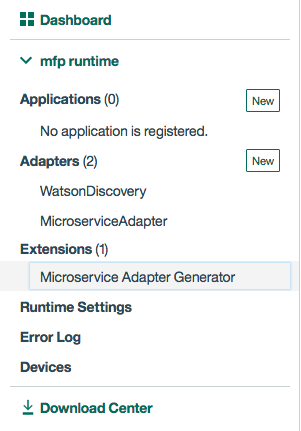 Dashboard
mfp runtime
Applications (0) New
No application is registered.
Adapters (2) New
WatsonDiscovery
MicroserviceAdapter
Extensions (1)
Microservice Adapter Generator
Runtime Settings
Error Log
Devices
Download Center